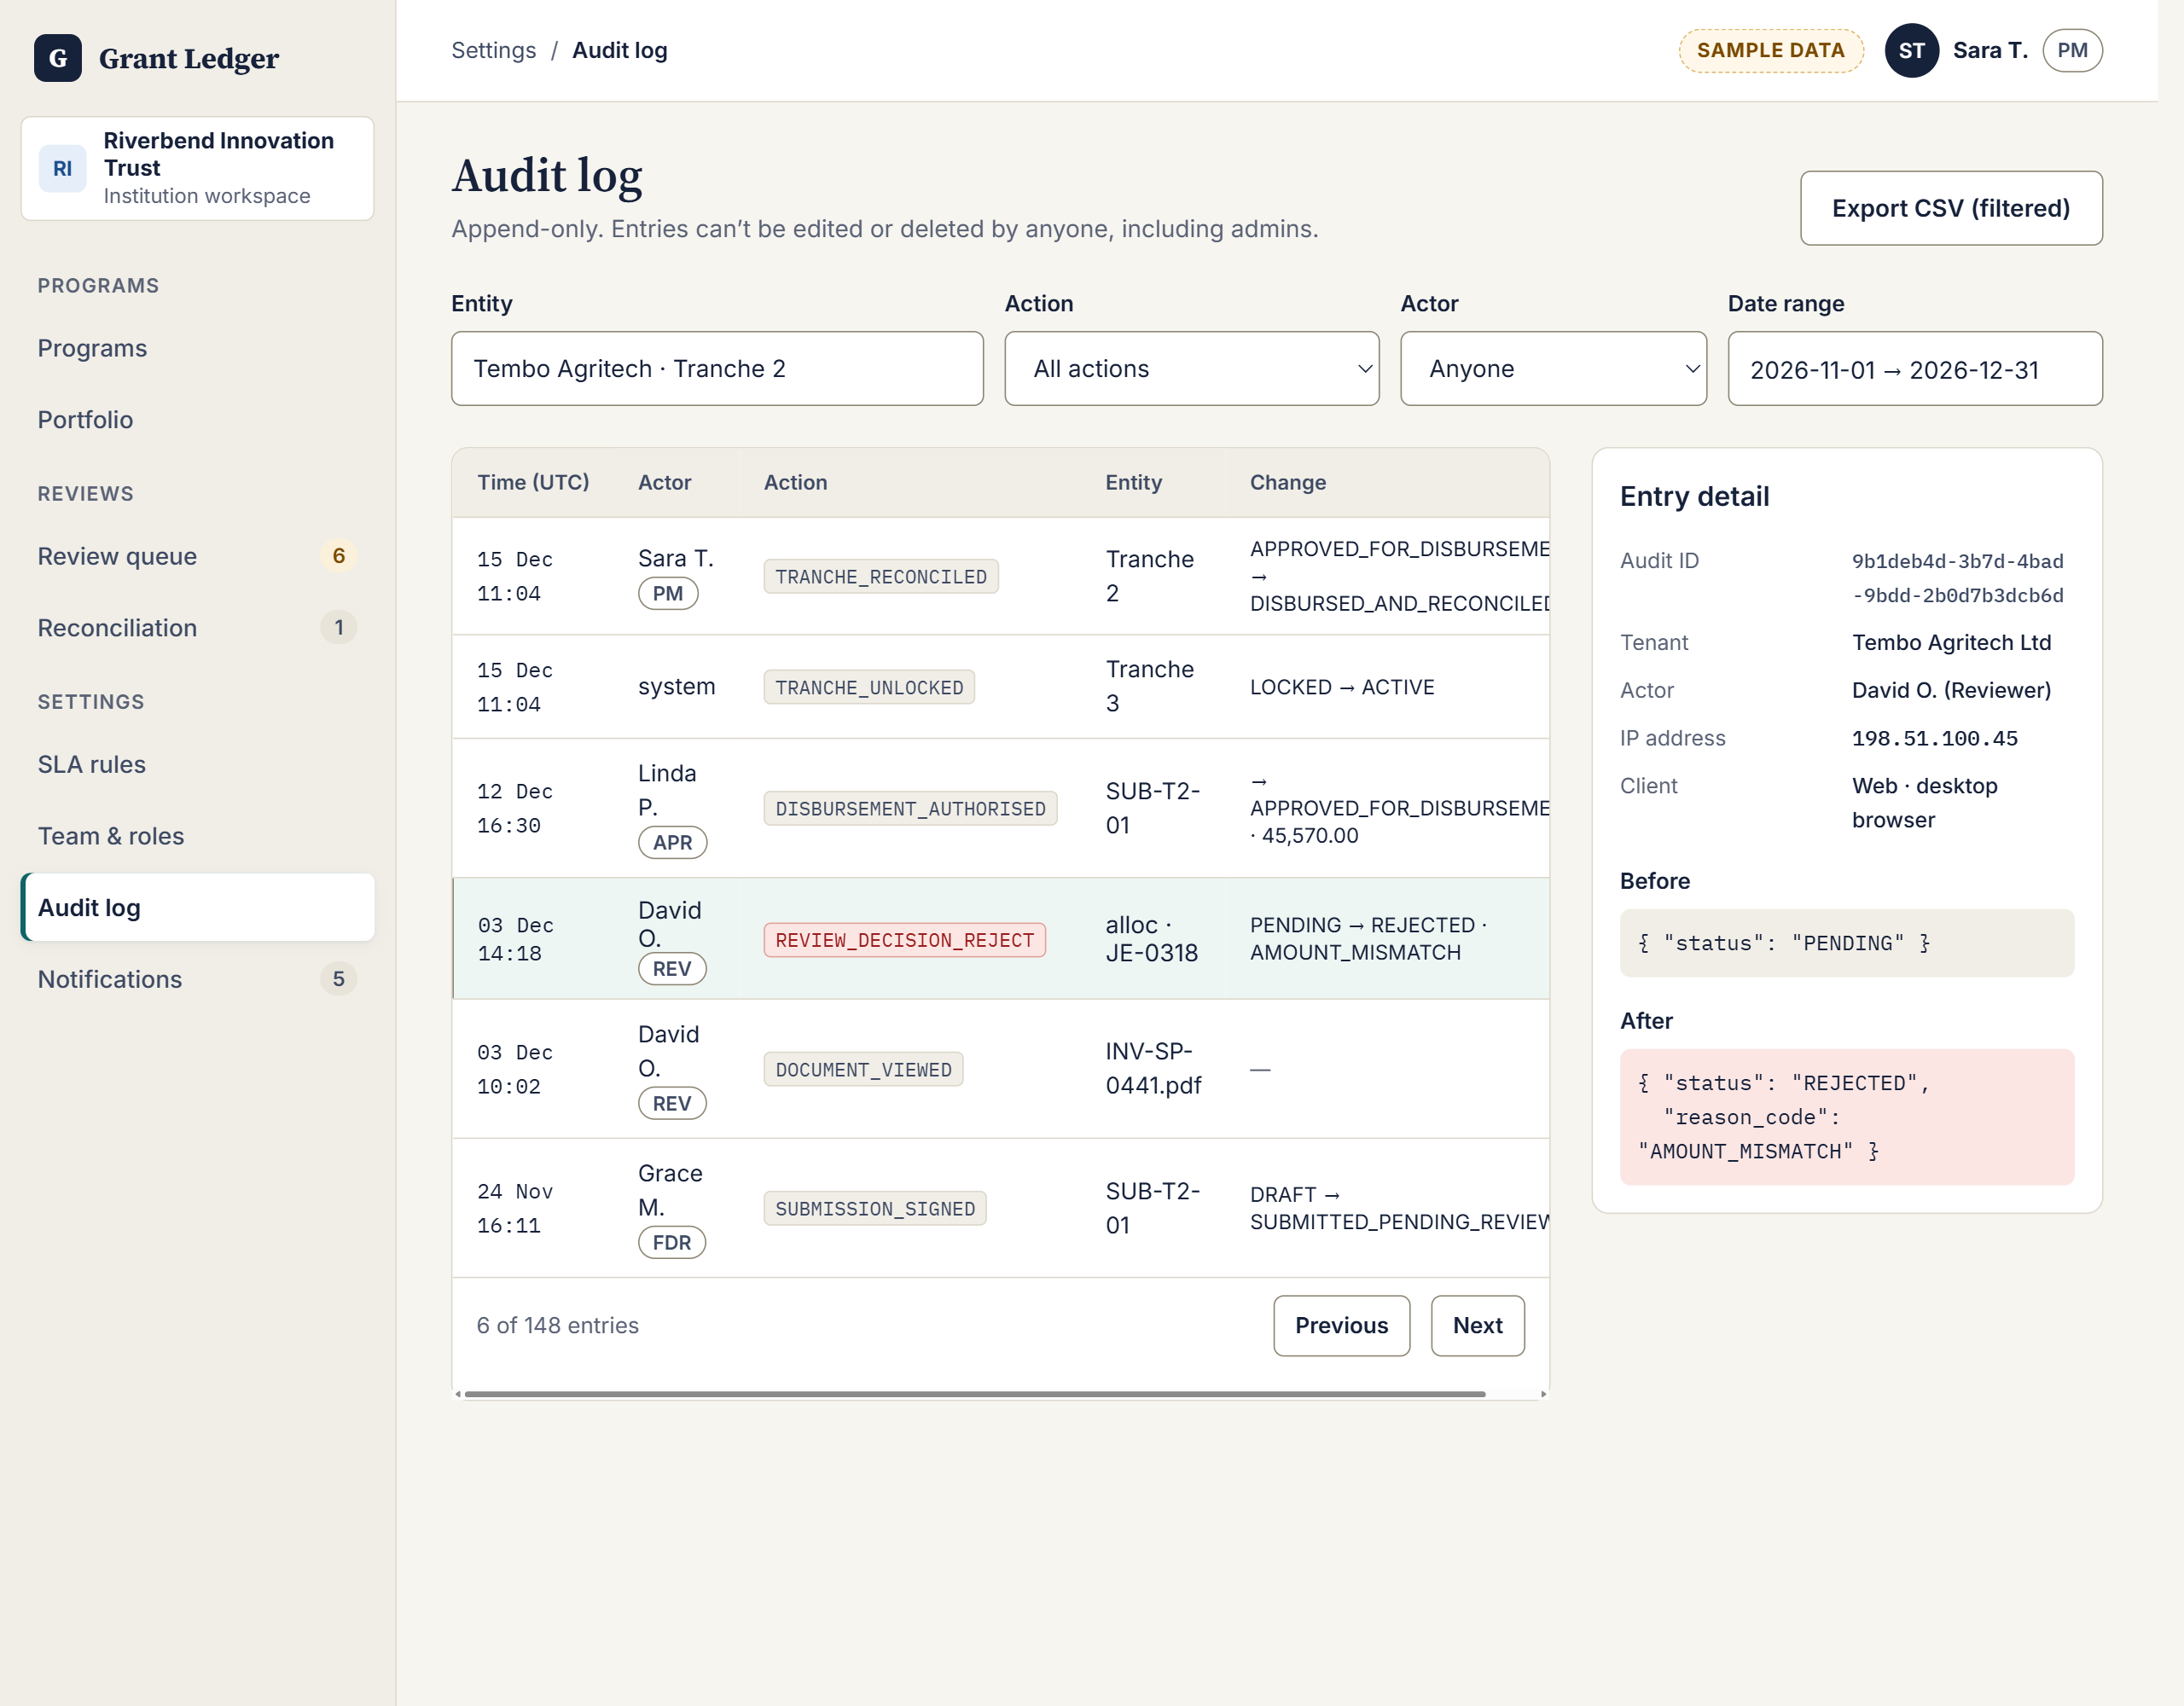 G Grant Ledger
RI
Riverbend Innovation
Trust
Institution workspace
PROGRAMS
Programs
Portfolio
REVIEWS
Review queue 6
Reconciliation 1
SETTINGS
SLA rules
Team & roles
Audit log
Notifications 5
Settings / Audit log
SAMPLE DATA ST Sara T. PM
Audit log
Append-only. Entries can’t be edited or deleted by anyone, including admins.
Export CSV (filtered)
Entity Action Actor Date range
Tembo Agritech · Tranche 2 All actions Anyone 2026-11-01 → 2026-12-31
Time (UTC) Actor Action Entity Change
15 Dec
11:04
Sara T.
PM
TRANCHE_RECONCILED
Tranche
2
APPROVED_FOR_DISBURSEME
→
DISBURSED_AND_RECONCILED
15 Dec
11:04
system
TRANCHE_UNLOCKED
Tranche
3
LOCKED → ACTIVE
12 Dec
16:30
Linda
P.
APR
DISBURSEMENT_AUTHORISED
SUB-T2-
01
→
APPROVED_FOR_DISBURSEME
· 45,570.00
03 Dec
14:18
David
O.
REV
REVIEW_DECISION_REJECT
alloc ·
JE-0318
PENDING → REJECTED ·
AMOUNT_MISMATCH
03 Dec
10:02
David
O.
REV
DOCUMENT_VIEWED
INV-SP-
0441.pdf
—
24 Nov
16:11
Grace
M.
FDR
SUBMISSION_SIGNED
SUB-T2-
01
DRAFT →
SUBMITTED_PENDING_REVIEW
6 of 148 entries
Previous Next
Entry detail
Audit ID 9b1deb4d-3b7d-4bad
-9bdd-2b0d7b3dcb6d
Tenant Tembo Agritech Ltd
Actor David O. (Reviewer)
IP address 198.51.100.45
Client Web · desktop
browser
Before
{ "status": "PENDING" }
After
{ "status": "REJECTED",
"reason_code":
"AMOUNT_MISMATCH" }